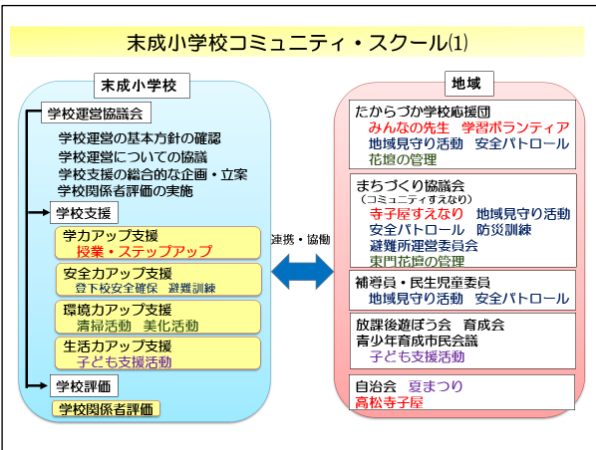 末成小学校コミュニティ・スクール⑴
末成小学校
学校運営協議会
学校運営の基本方針の確認
学校運営についての協議
学校支援の総合的な企画・立案
学校関係者評価の実施
学校支援
学力アップ支援
授業・ステップアップ
安全力アップ支援
登下校安全確保 避難訓練
環境力アップ支援
清掃活動 美化活動
生活力アップ支援
子ども支援活動
学校評価
学校関係者評価
連携・協働
地域
たからづか学校応援団
みんなの先生 学習ボランティア
地域見守り活動 安全パトロール
花壇の管理
まちづくり協議会
(コミュニティすえなり)
寺子屋すえなり 地域見守り活動
安全パトロール 防災訓練
避難所運営委員会
東門花壇の管理
補導員・民生児童委員
地域見守り活動 安全パトロール
放課後遊ぼう会 育成会
青少年育成市民会議
子ども支援活動
自治会 夏まつり
高松寺子屋